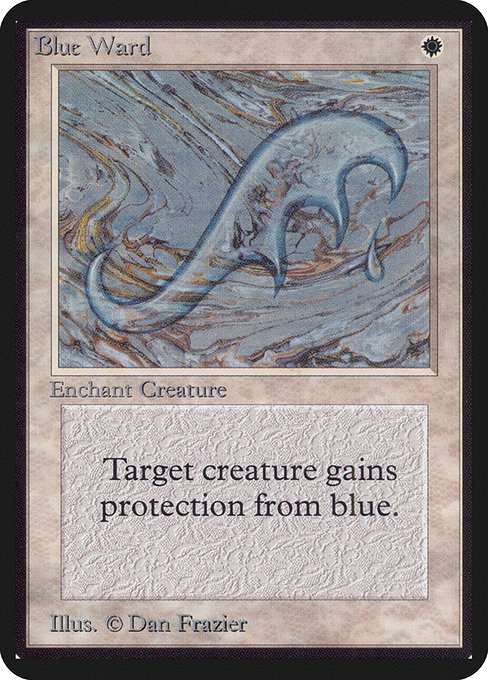 Blue Ward
Enchant Creature
Target creature gains
protection from blue.
Illus. © Dan Frazier